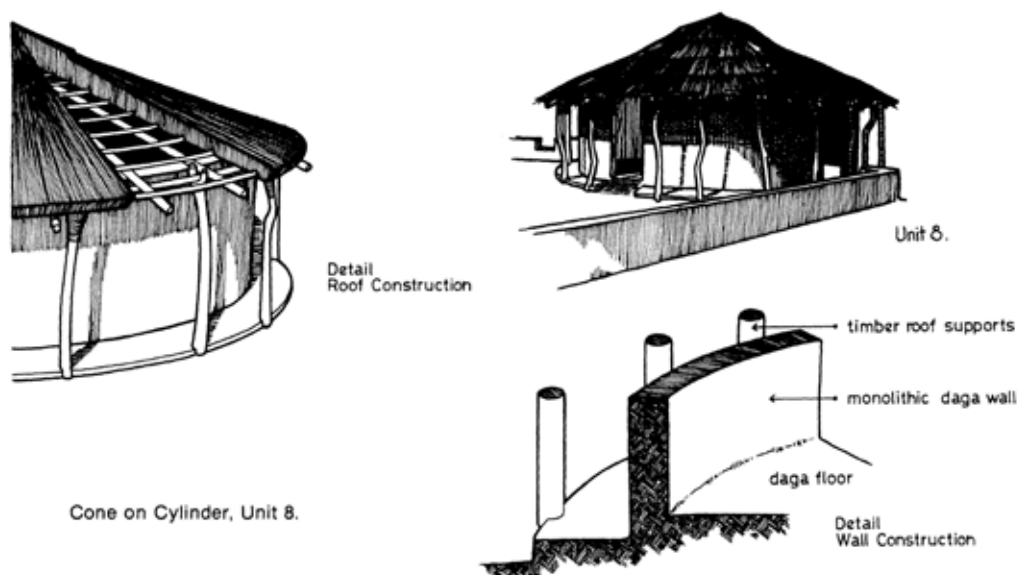 Detail
Roof Construction
Cone on Cylinder, Unit 8.
Unit 8.
timber roof supports
monolithic daga wall
daga floor
Detail
Wall Construction